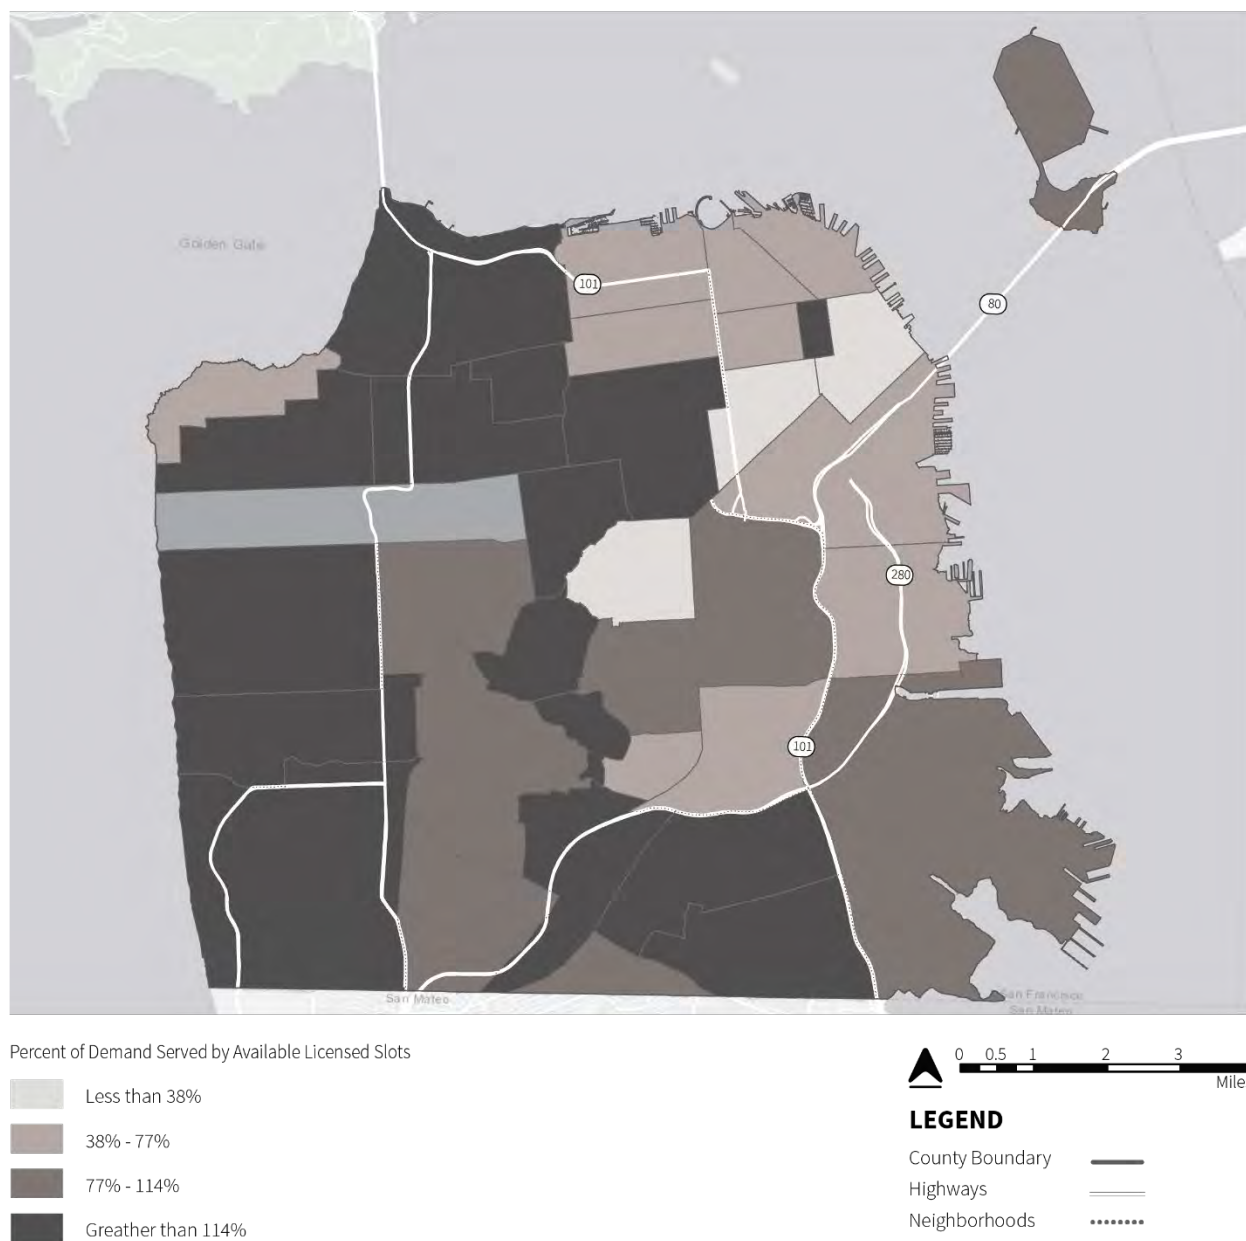 Golden Gate
101
80
280
101
San Mateo
San Francisco
San Mateo
Percent of Demand Served by Available Licensed Slots
Less than 38%
38% - 77%
77% - 114%
Greather than 114%
0 0.5 1 2 3
Mile
LEGEND
County Boundary
Highways
Neighborhoods